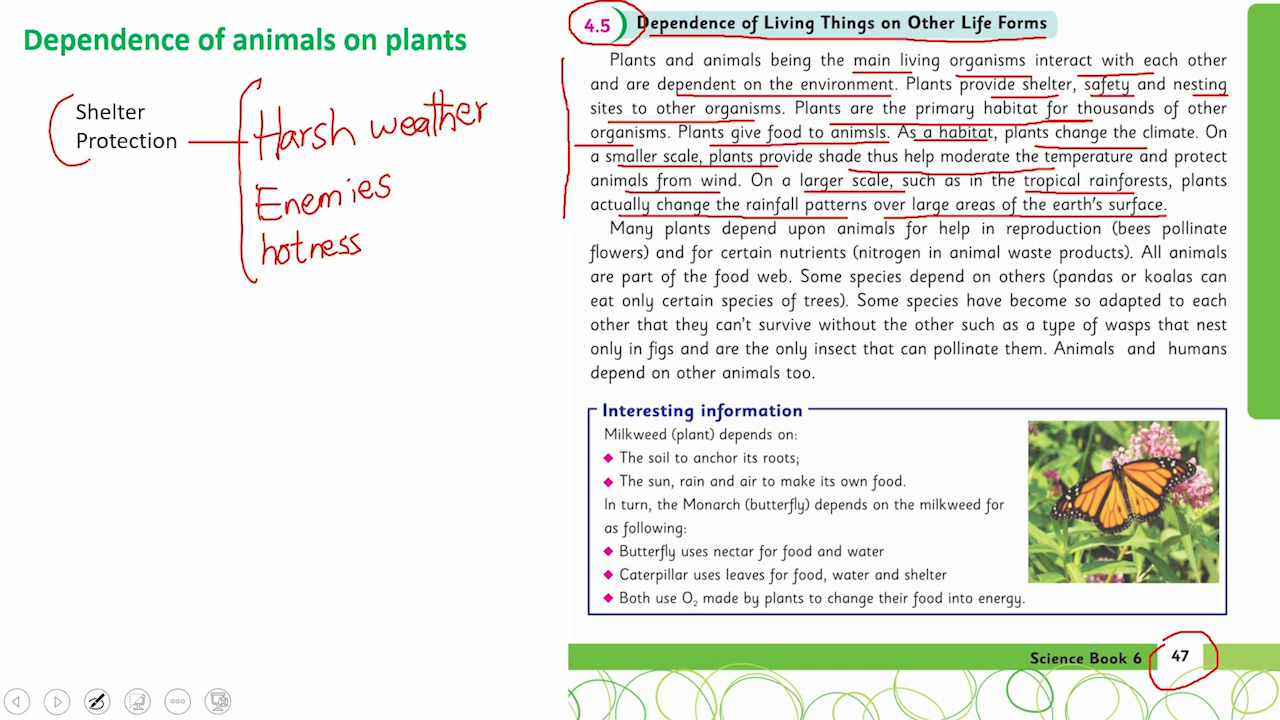 Dependence of animals on plants
Shelter
Protection
Harsh weather
Enemies
hotness
4.5 Dependence of Living Things on Other Life Forms
Plants and animals being the main living organisms interact with each other
and are dependent on the environment. Plants provide shelter, safety and nesting
sites to other organisms. Plants are the primary habitat for thousands of other
organisms. Plants give food to animsls. As a habitat, plants change the climate. On
a smaller scale, plants provide shade thus help moderate the temperature and protect
animals from wind. On a larger scale, such as in the tropical rainforests, plants
actually change the rainfall patterns over large areas of the earth's surface.
Many plants depend upon animals for help in reproduction (bees pollinate
flowers) and for certain nutrients (nitrogen in animal waste products). All animals
are part of the food web. Some species depend on others (pandas or koalas can
eat only certain species of trees). Some species have become so adapted to each
other that they can't survive without the other such as a type of wasps that nest
only in figs and are the only insect that can pollinate them. Animals and humans
depend on other animals too.
Interesting information
Milkweed (plant) depends on:
◆ The soil to anchor its roots;
◆ The sun, rain and air to make its own food.
In turn, the Monarch (butterfly) depends on the milkweed for
as following:
◆ Butterfly uses nectar for food and water
◆ Caterpillar uses leaves for food, water and shelter
◆ Both use O₂ made by plants to change their food into energy.
Science Book 6 47